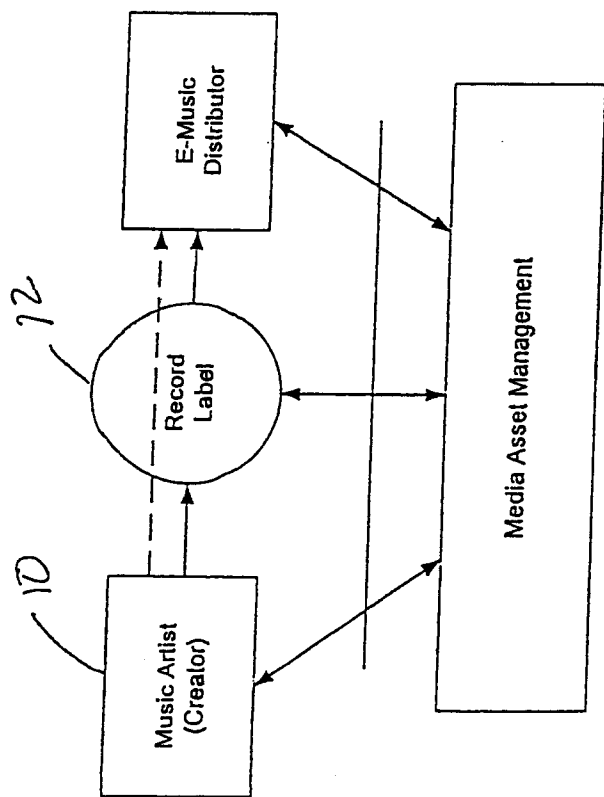 10
12
Music Artist
(Creator)
Record
Label
E-Music
Distributor
Media Asset Management